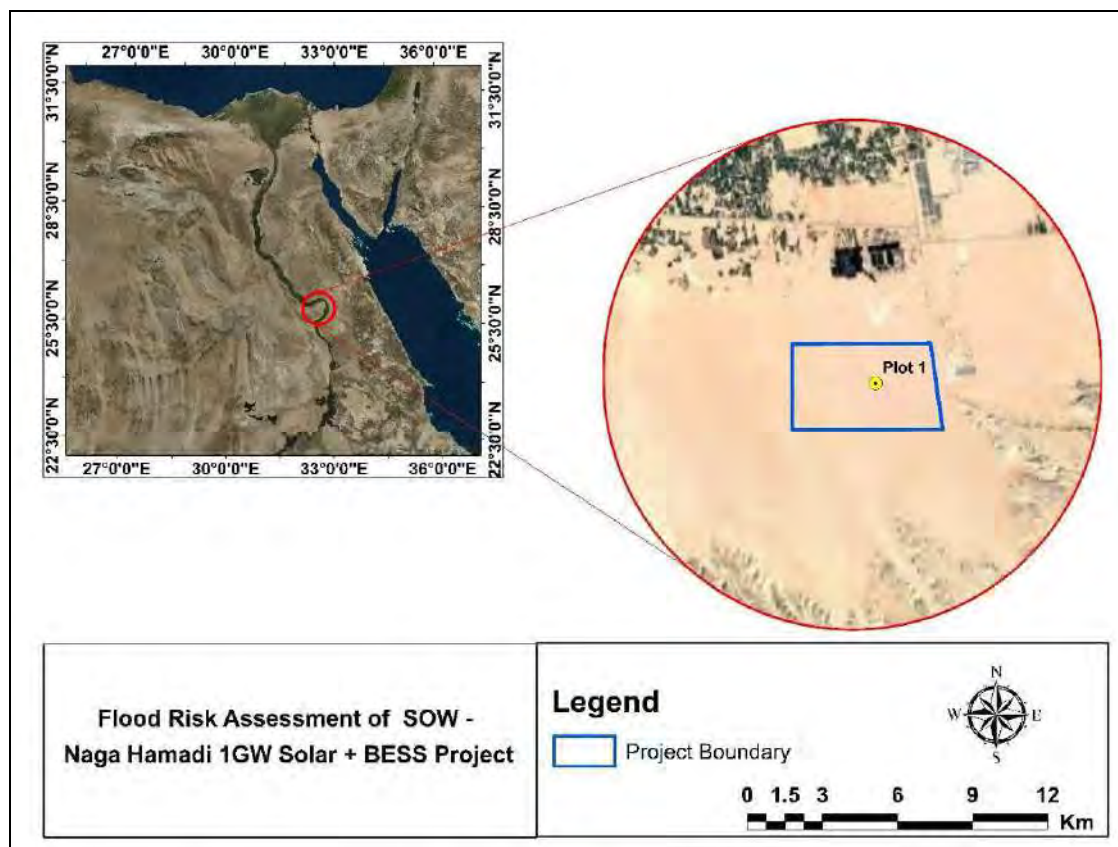 27°0'0"E 30°0'0"E 33°0'0"E 36°0'0"E
31°30'0"N 31°30'0"N
28°30'0"N 28°30'0"N
25°30'0"N 25°30'0"N
22°30'0"N 22°30'0"N
27°0'0"E 30°0'0"E 33°0'0"E 36°0'0"E
Plot 1
Flood Risk Assessment of SOW -
Naga Hamadi 1GW Solar + BESS Project
Legend
Project Boundary
N
W E
S
0 1.5 3 6 9 12
Km